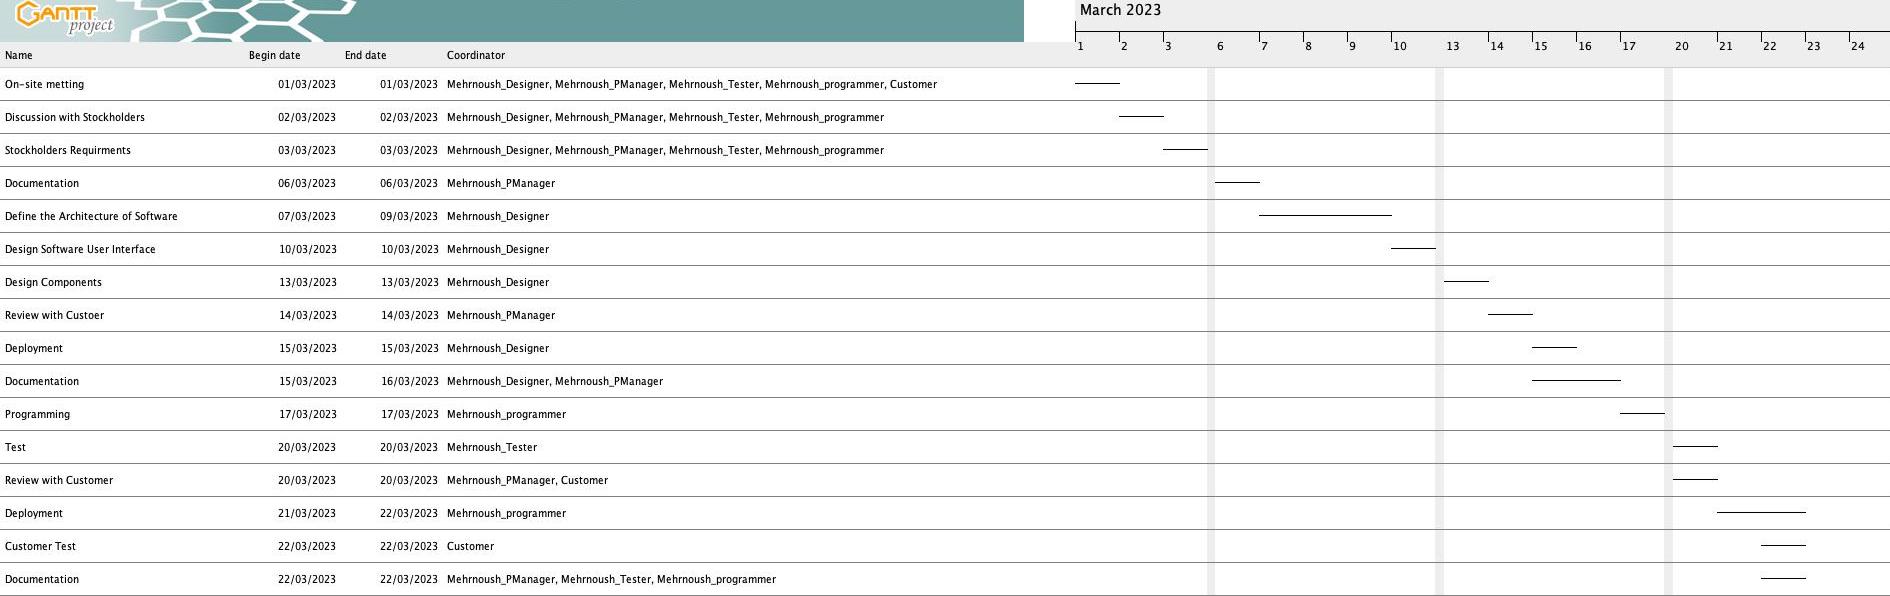 GANTT
project
March 2023
1 2 3 6 7 8 9 10 13 14 15 16 17 20 21 22 23 24
Name Begin date End date Coordinator
On-site metting 01/03/2023 01/03/2023 Mehrnoush_Designer, Mehrnoush_PManager, Mehrnoush_Tester, Mehrnoush_programmer, Customer
Discussion with Stockholders 02/03/2023 02/03/2023 Mehrnoush_Designer, Mehrnoush_PManager, Mehrnoush_Tester, Mehrnoush_programmer
Stockholders Requirments 03/03/2023 03/03/2023 Mehrnoush_Designer, Mehrnoush_PManager, Mehrnoush_Tester, Mehrnoush_programmer
Documentation 06/03/2023 06/03/2023 Mehrnoush_PManager
Define the Architecture of Software 07/03/2023 09/03/2023 Mehrnoush_Designer
Design Software User Interface 10/03/2023 10/03/2023 Mehrnoush_Designer
Design Components 13/03/2023 13/03/2023 Mehrnoush_Designer
Review with Custoer 14/03/2023 14/03/2023 Mehrnoush_PManager
Deployment 15/03/2023 15/03/2023 Mehrnoush_Designer
Documentation 15/03/2023 16/03/2023 Mehrnoush_Designer, Mehrnoush_PManager
Programming 17/03/2023 17/03/2023 Mehrnoush_programmer
Test 20/03/2023 20/03/2023 Mehrnoush_Tester
Review with Customer 20/03/2023 20/03/2023 Mehrnoush_PManager, Customer
Deployment 21/03/2023 22/03/2023 Mehrnoush_programmer
Customer Test 22/03/2023 22/03/2023 Customer
Documentation 22/03/2023 22/03/2023 Mehrnoush_PManager, Mehrnoush_Tester, Mehrnoush_programmer